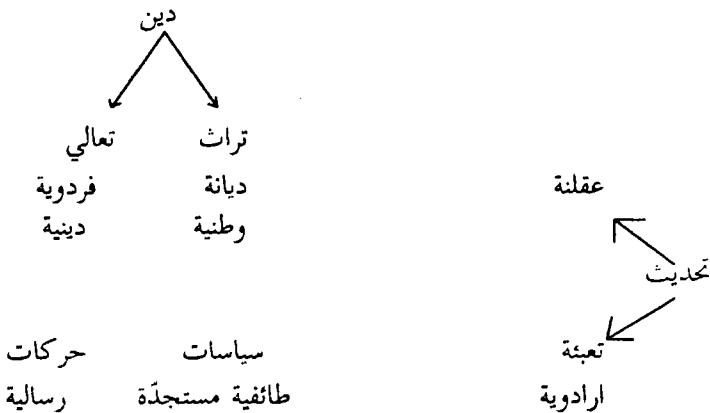 دين
تراث تعالي
عقلنة ديانة فردوية
وطنية دينية
تحديث
تعبئة سياسات حركات
ارادوية طائفية مستجدّة رسالية